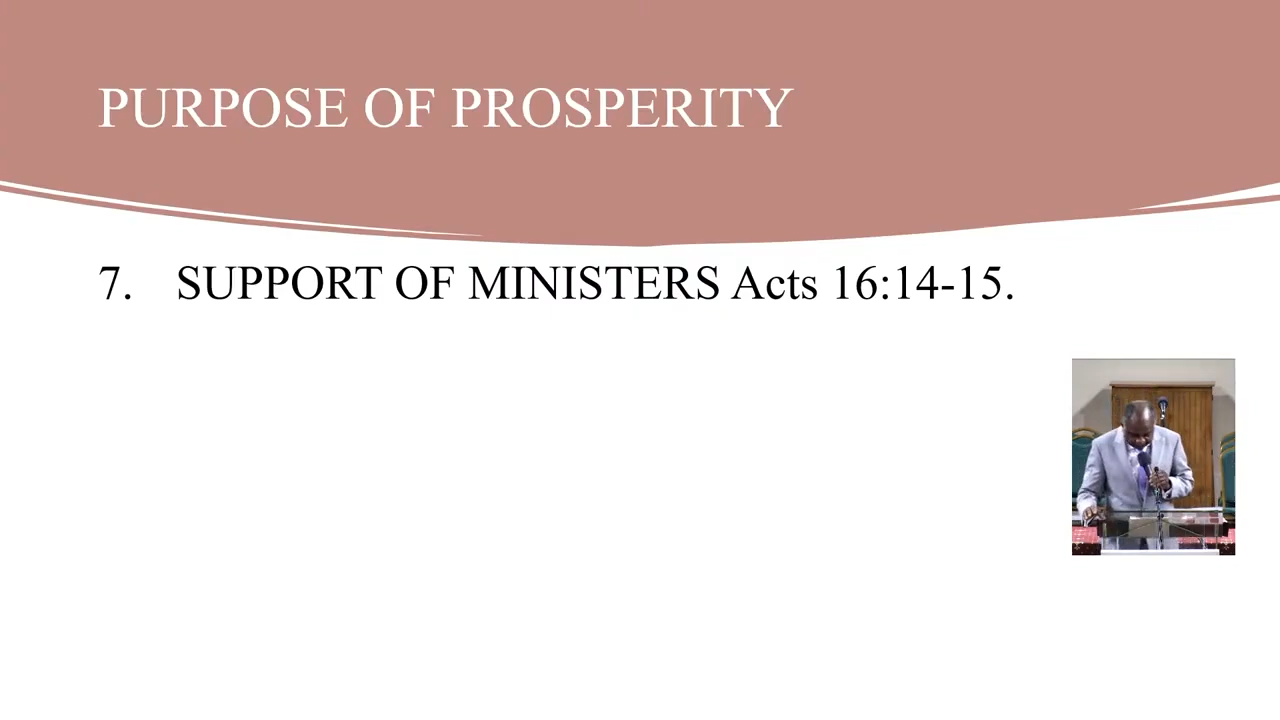 PURPOSE OF PROSPERITY
7. SUPPORT OF MINISTERS Acts 16:14-15.